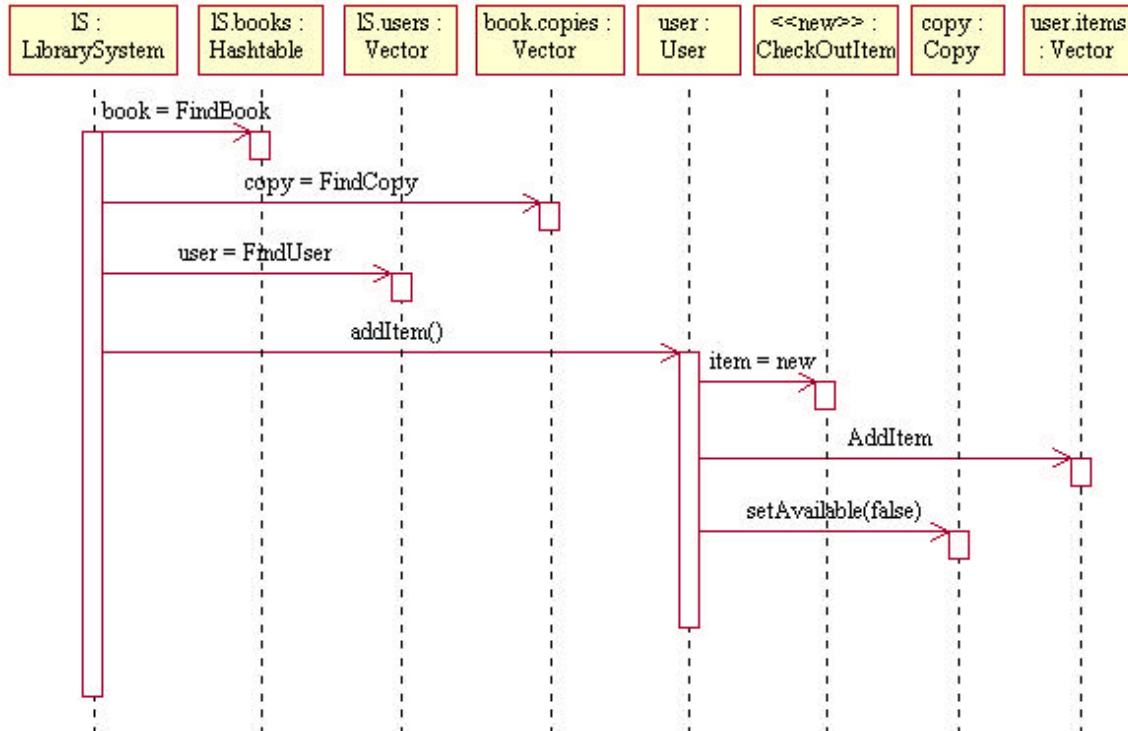 lS :
LibrarySystem
lS.books :
Hashtable
lS.users :
Vector
book.copies :
Vector
user :
User
<<new>> :
CheckOutItem
copy :
Copy
user.items
: Vector
book = FindBook
copy = FindCopy
user = FindUser
addItem()
item = new
AddItem
setAvailable(false)